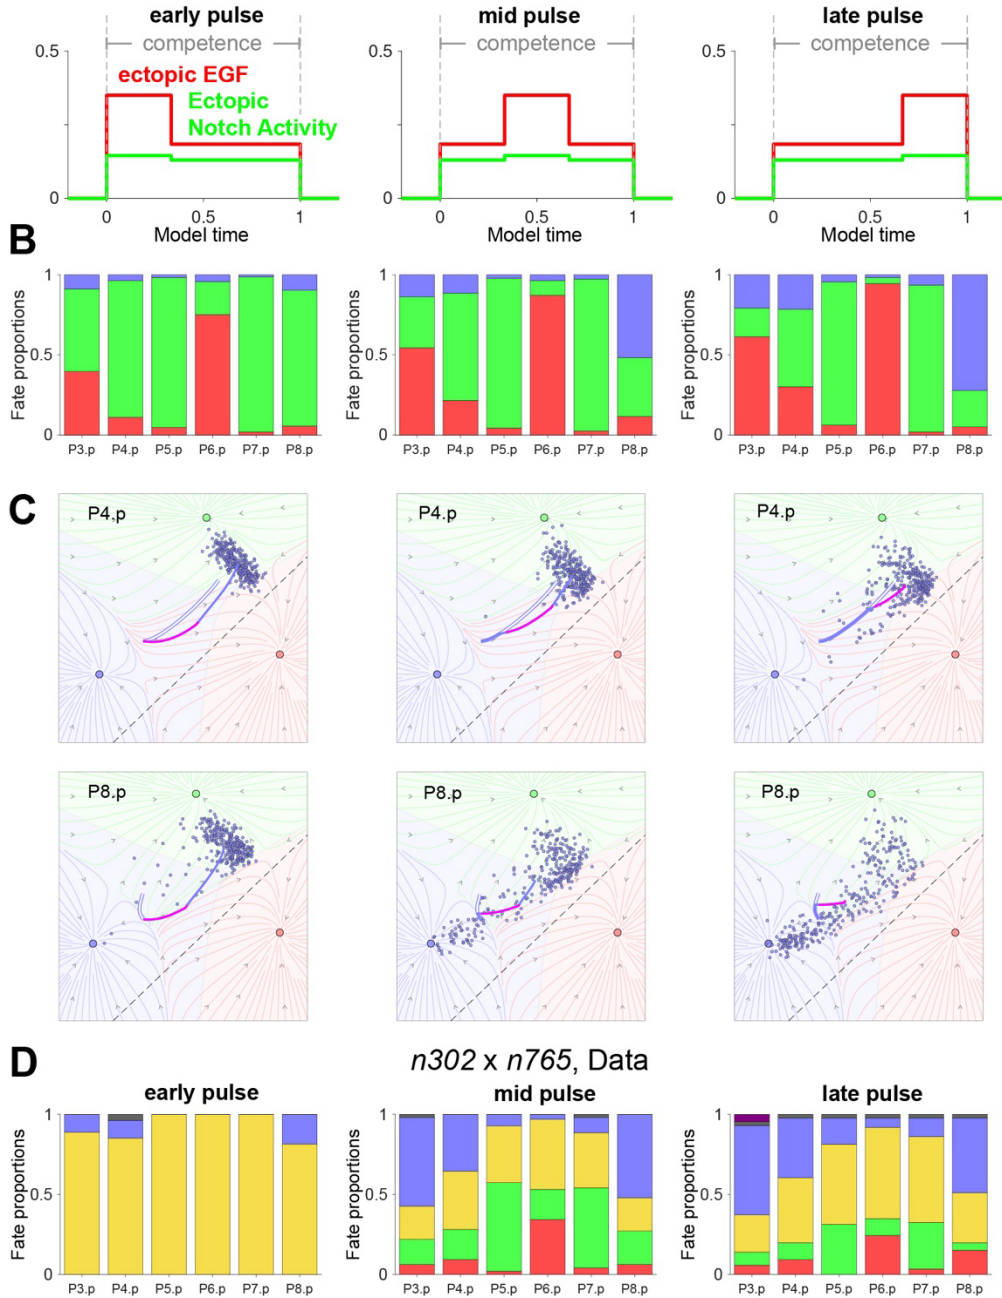 early pulse mid pulse late pulse
0.5 competence 0.5 competence 0.5 competence
ectopic EGF
Ectopic
Notch Activity
0 0 0
0 0.5 1 0 0.5 1 0 0.5 1
Model time Model time Model time
B
1 1 1
Fate proportions Fate proportions Fate proportions
0.5 0.5 0.5
0 0 0
P3.p P4.p P5.p P6.p P7.p P8.p P3.p P4.p P5.p P6.p P7.p P8.p P3.p P4.p P5.p P6.p P7.p P8.p
C
P4.p P4.p P4.p
P8.p P8.p P8.p
D
n302 x n765, Data
early pulse mid pulse late pulse
1 1 1
Fate proportions Fate proportions Fate proportions
0.5 0.5 0.5
0 0 0
P3.p P4.p P5.p P6.p P7.p P8.p P3.p P4.p P5.p P6.p P7.p P8.p P3.p P4.p P5.p P6.p P7.p P8.p